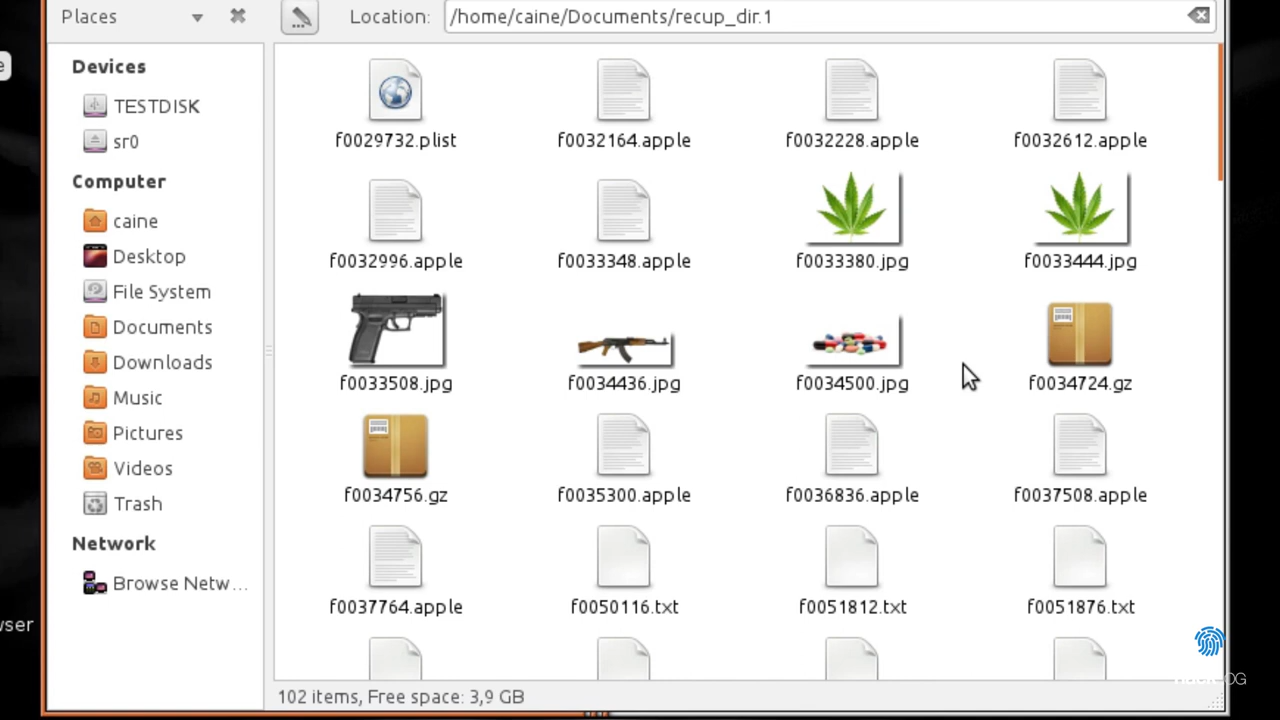 Places
Location: /home/caine/Documents/recup_dir.1
Devices
TESTDISK
sr0
Computer
caine
Desktop
File System
Documents
Downloads
Music
Pictures
Videos
Trash
Network
Browse Netw...
f0029732.plist f0032164.apple f0032228.apple f0032612.apple
f0032996.apple f0033348.apple f0033380.jpg f0033444.jpg
f0033508.jpg f0034436.jpg f0034500.jpg f0034724.gz
f0034756.gz f0035300.apple f0036836.apple f0037508.apple
f0037764.apple f0050116.txt f0051812.txt f0051876.txt
wser
102 items, Free space: 3,9 GB